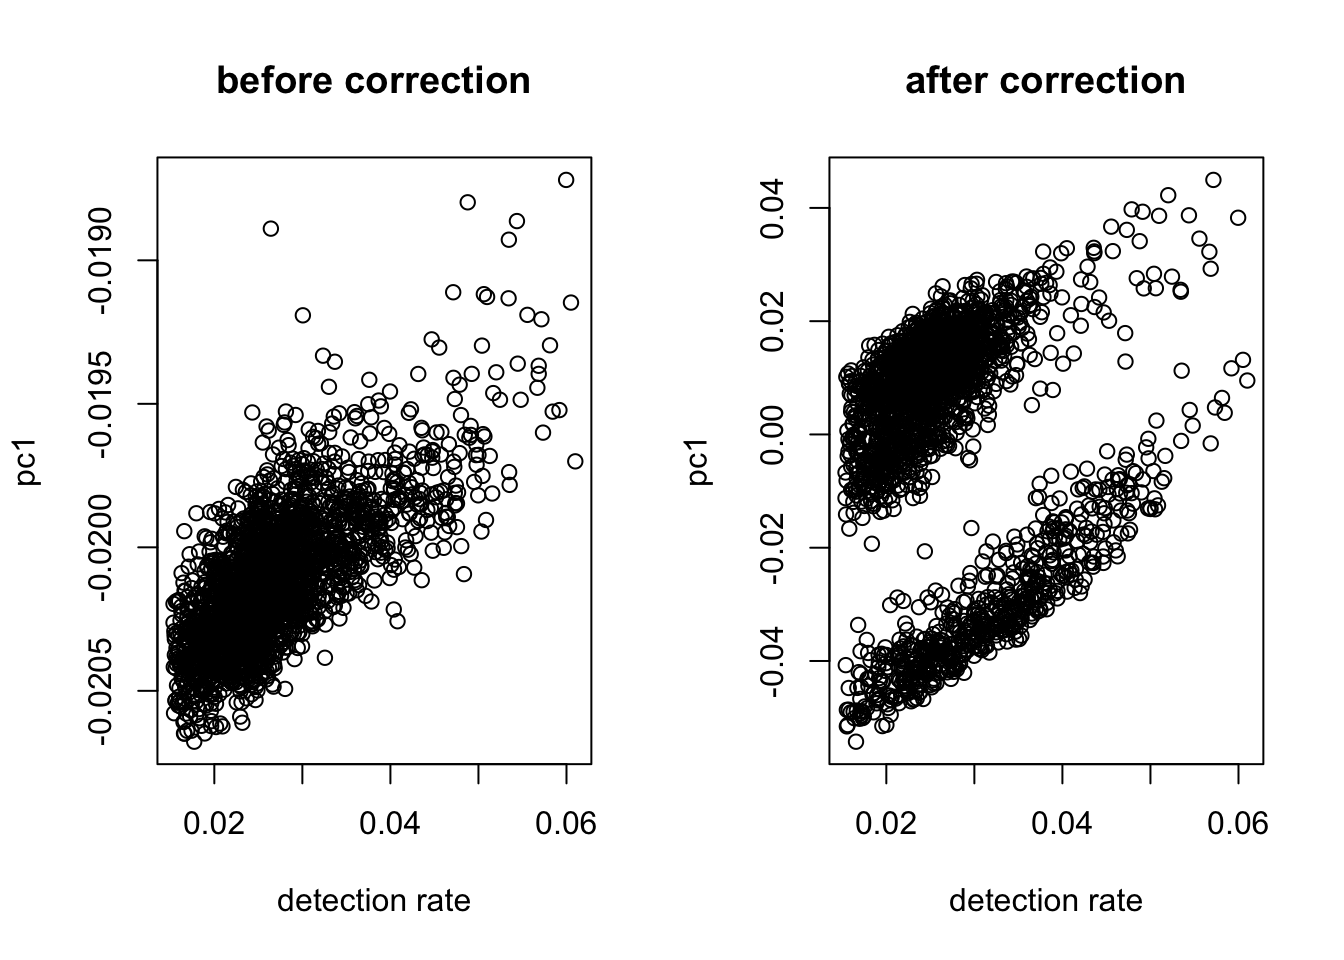 before correction
pc1
-0.0190
-0.0195
-0.0200
-0.0205
0.02 0.04 0.06
detection rate
after correction
pc1
0.04
0.02
0.00
-0.02
-0.04
0.02 0.04 0.06
detection rate